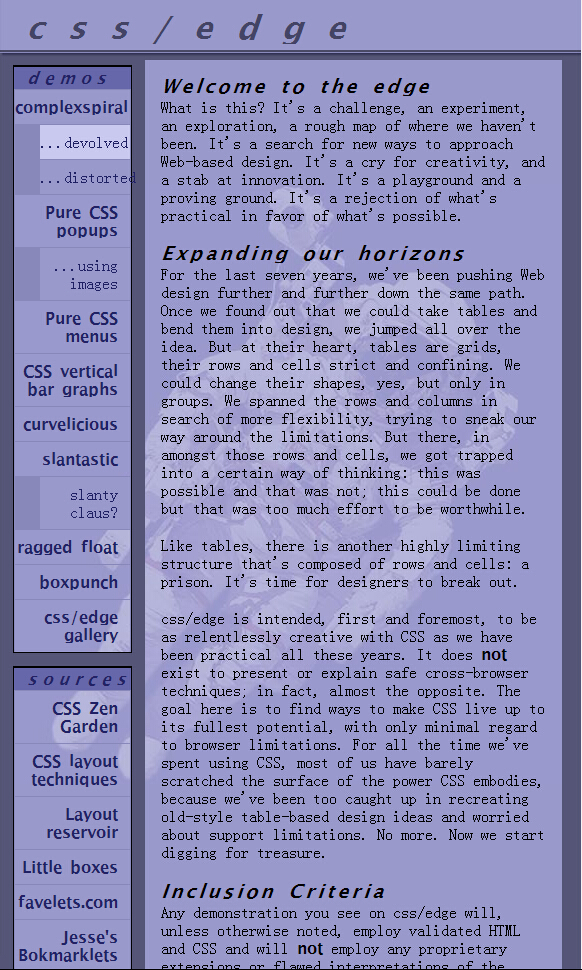 css/edge
demos
complexspiral
...devolved
...distorted
Pure CSS
popups
...using
images
Pure CSS
menus
CSS vertical
bar graphs
curvelicious
slantastic
slanty
claus?
ragged float
boxpunch
css/edge
gallery
sources
CSS Zen
Garden
CSS layout
techniques
Layout
reservoir
Little boxes
favelets.com
Jesse's
Bokmarklets
Welcome to the edge
What is this? It's a challenge, an experiment,
an exploration, a rough map of where we haven't
been. It's a search for new ways to approach
Web-based design. It's a cry for creativity, and
a stab at innovation. It's a playground and a
proving ground. It's a rejection of what's
practical in favor of what's possible.
Expanding our horizons
For the last seven years, we've been pushing Web
design further and further down the same path.
Once we found out that we could take tables and
bend them into design, we jumped all over the
idea. But at their heart, tables are grids,
their rows and cells strict and confining. We
could change their shapes, yes, but only in
groups. We spanned the rows and columns in
search of more flexibility, trying to sneak our
way around the limitations. But there, in
amongst those rows and cells, we got trapped
into a certain way of thinking: this was
possible and that was not; this could be done
but that was too much effort to be worthwhile.
Like tables, there is another highly limiting
structure that's composed of rows and cells: a
prison. It's time for designers to break out.
css/edge is intended, first and foremost, to be
as relentlessly creative with CSS as we have
been practical all these years. It does not
exist to present or explain safe cross-browser
techniques; in fact, almost the opposite. The
goal here is to find ways to make CSS live up to
its fullest potential, with only minimal regard
to browser limitations. For all the time we've
spent using CSS, most of us have barely
scratched the surface of the power CSS embodies,
because we've been too caught up in recreating
old-style table-based design ideas and worried
about support limitations. No more. Now we start
digging for treasure.
Inclusion Criteria
Any demonstration you see on css/edge will,
unless otherwise noted, employ validated HTML
and CSS and will not employ any proprietary
extensions or flawed interpretations of the